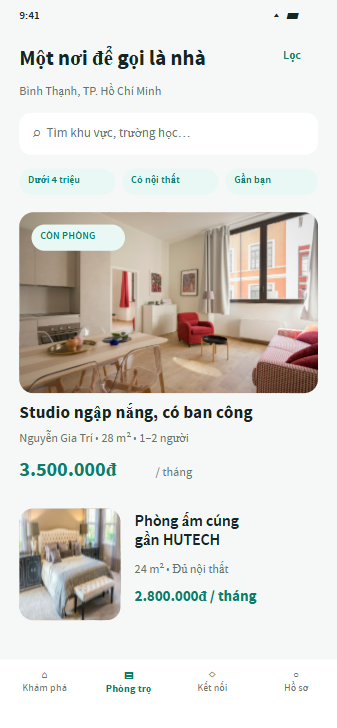 9:41
Một nơi để gọi là nhà
Lọc
Bình Thạnh, TP. Hồ Chí Minh
Tìm khu vực, trường học…
Dưới 4 triệu
Có nội thất
Gần bạn
CÒN PHÒNG
Studio ngập nắng, có ban công
Nguyễn Gia Trí • 28 m² • 1–2 người
3.500.000đ / tháng
Phòng ấm cúng
gần HUTECH
24 m² • Đủ nội thất
2.800.000đ / tháng
Khám phá
Phòng trọ
Kết nối
Hồ sơ